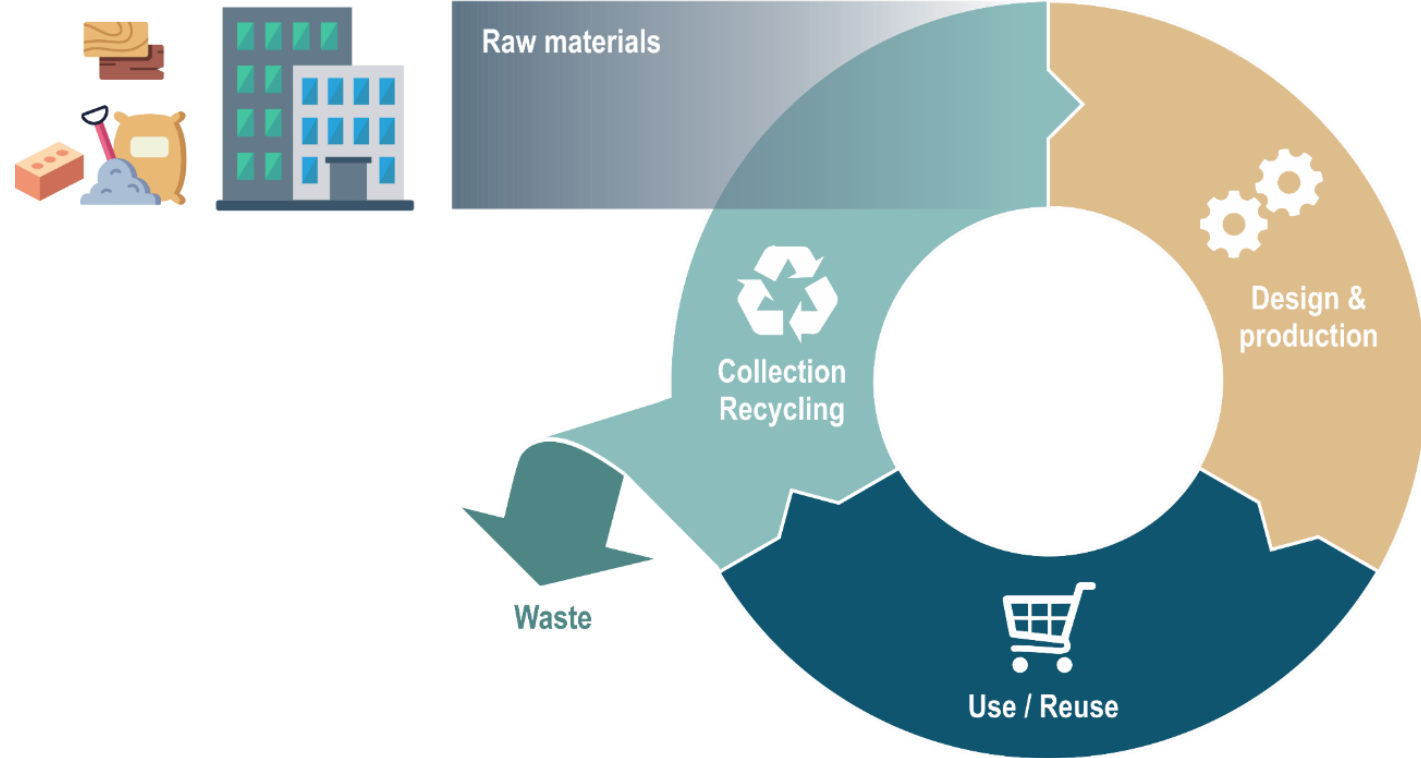 Raw materials
Design &
production
Collection
Recycling
Waste
Use / Reuse